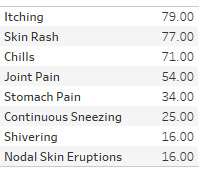 Itching 79.00
Skin Rash 77.00
Chills 71.00
Joint Pain 54.00
Stomach Pain 34.00
Continuous Sneezing 25.00
Shivering 16.00
Nodal Skin Eruptions 16.00